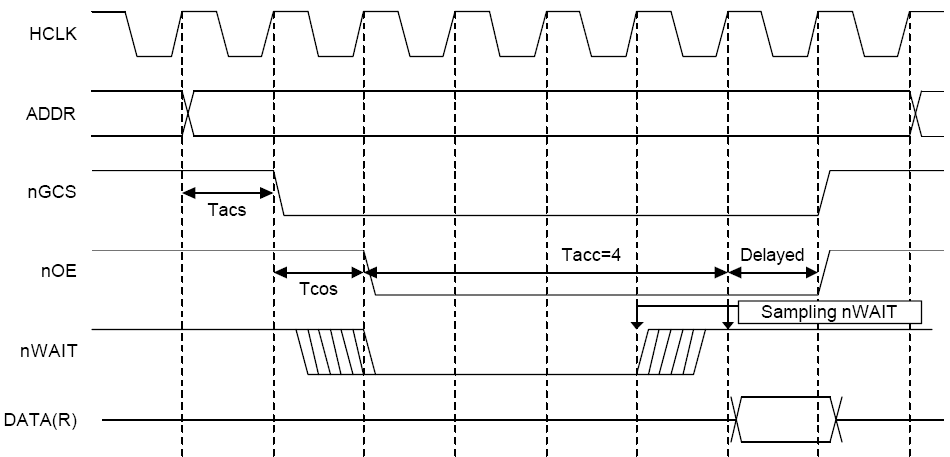 HCLK
ADDR
nGCS
Tacs
nOE
Tacc=4
Delayed
Tcos
Sampling nWAIT
nWAIT
DATA(R)